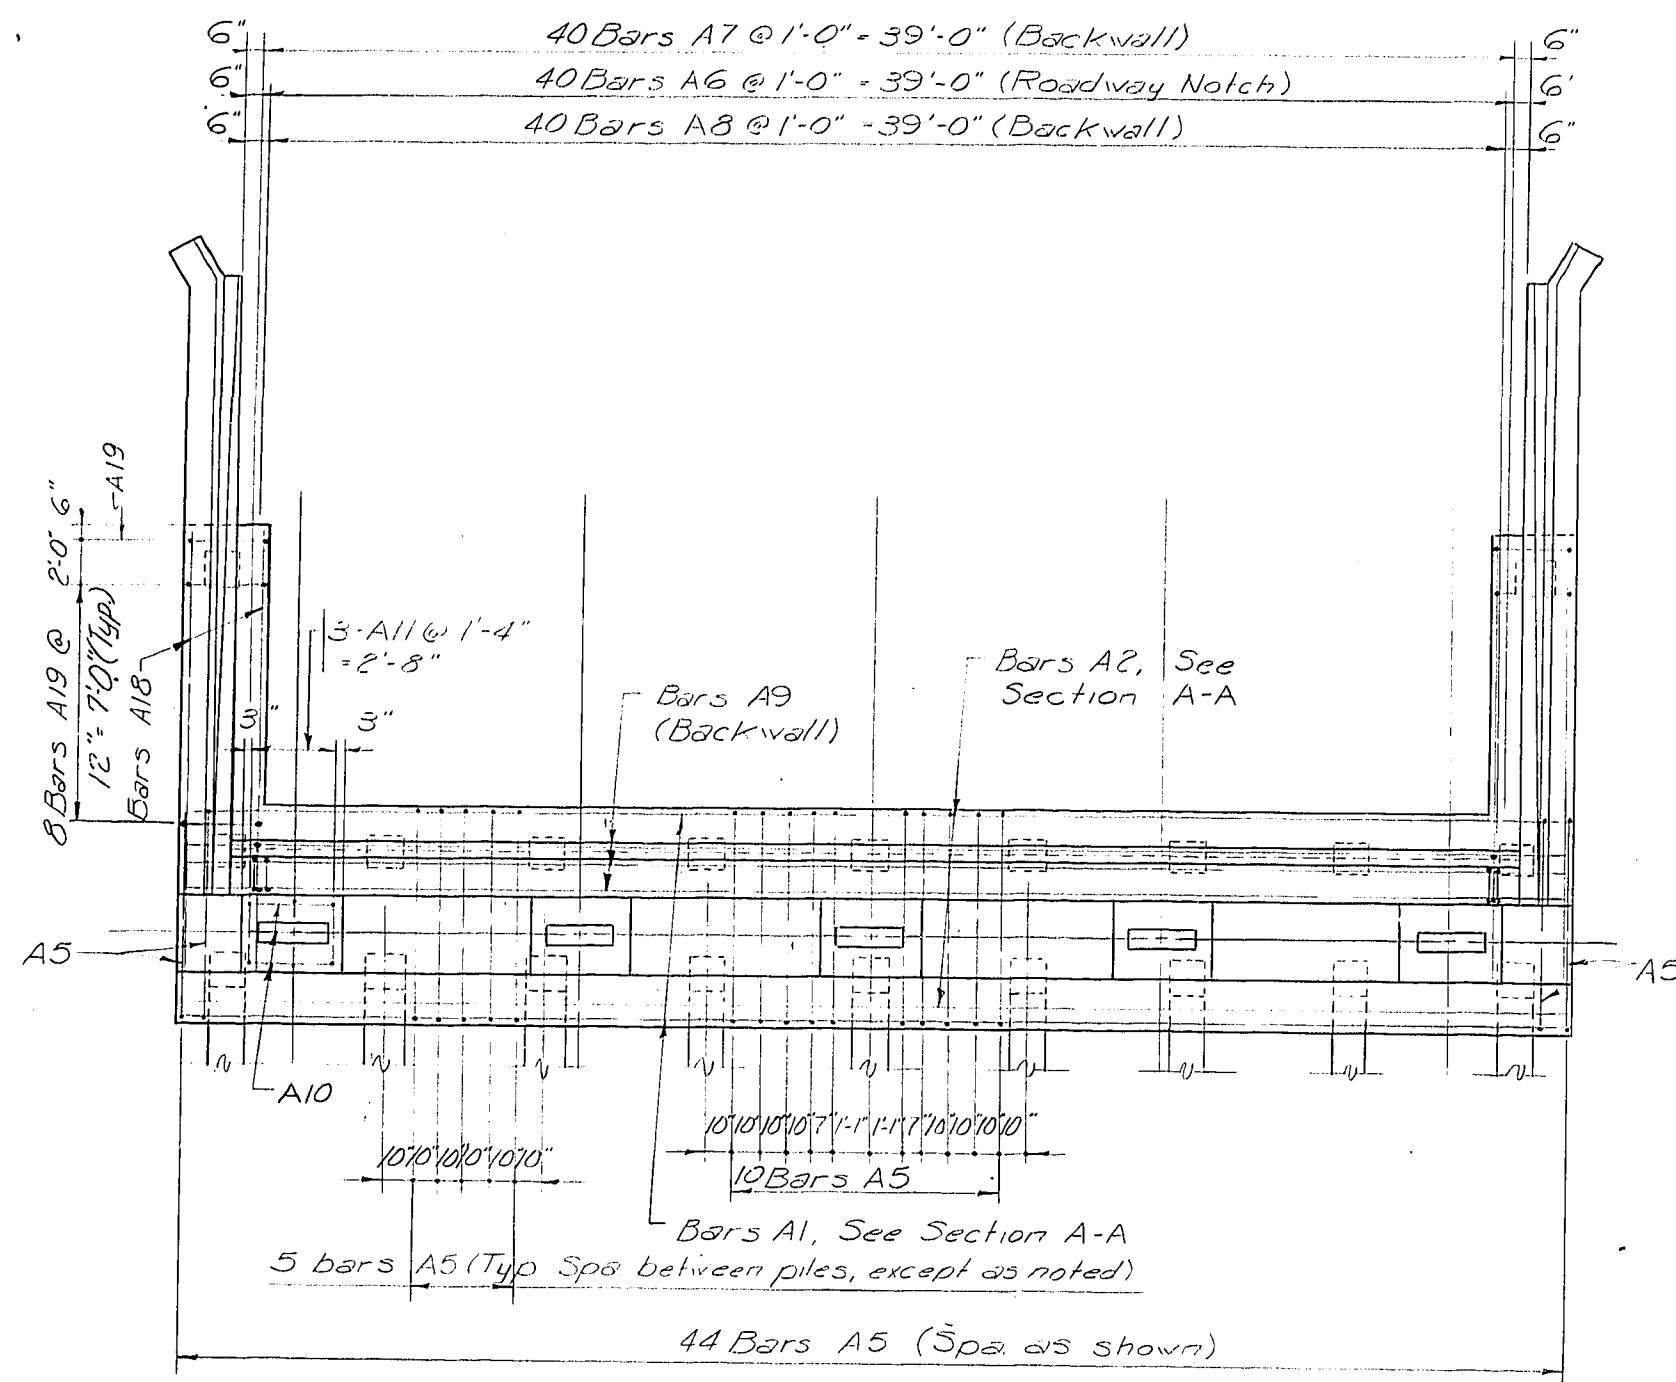 6" 40 Bars A7 @ 1'-0" = 39'-0" (Backwall) 6"
6" 40 Bars A6 @ 1'-0" = 39'-0" (Roadway Notch) 6'
6" 40 Bars A8 @ 1'-0" = 39'-0" (Backwall) 6"
A19
6"
2'-0"
8 Bars A19 @
12" = 7'-0" (Typ.)
Bars A18
3-A11 @ 1'-4"
= 2'-8"
3"
3"
Bars A9
(Backwall)
Bars A2, See
Section A-A
A5
A5
A10
10" 10" 10" 10" 7" 1'-1" 1'-1" 7" 10" 10" 10" 10"
10" 10" 10" 10" 10" 10"
10 Bars A5
Bars A1, See Section A-A
5 bars A5 (Typ Spa between piles, except as noted)
44 Bars A5 (Spa. as shown)